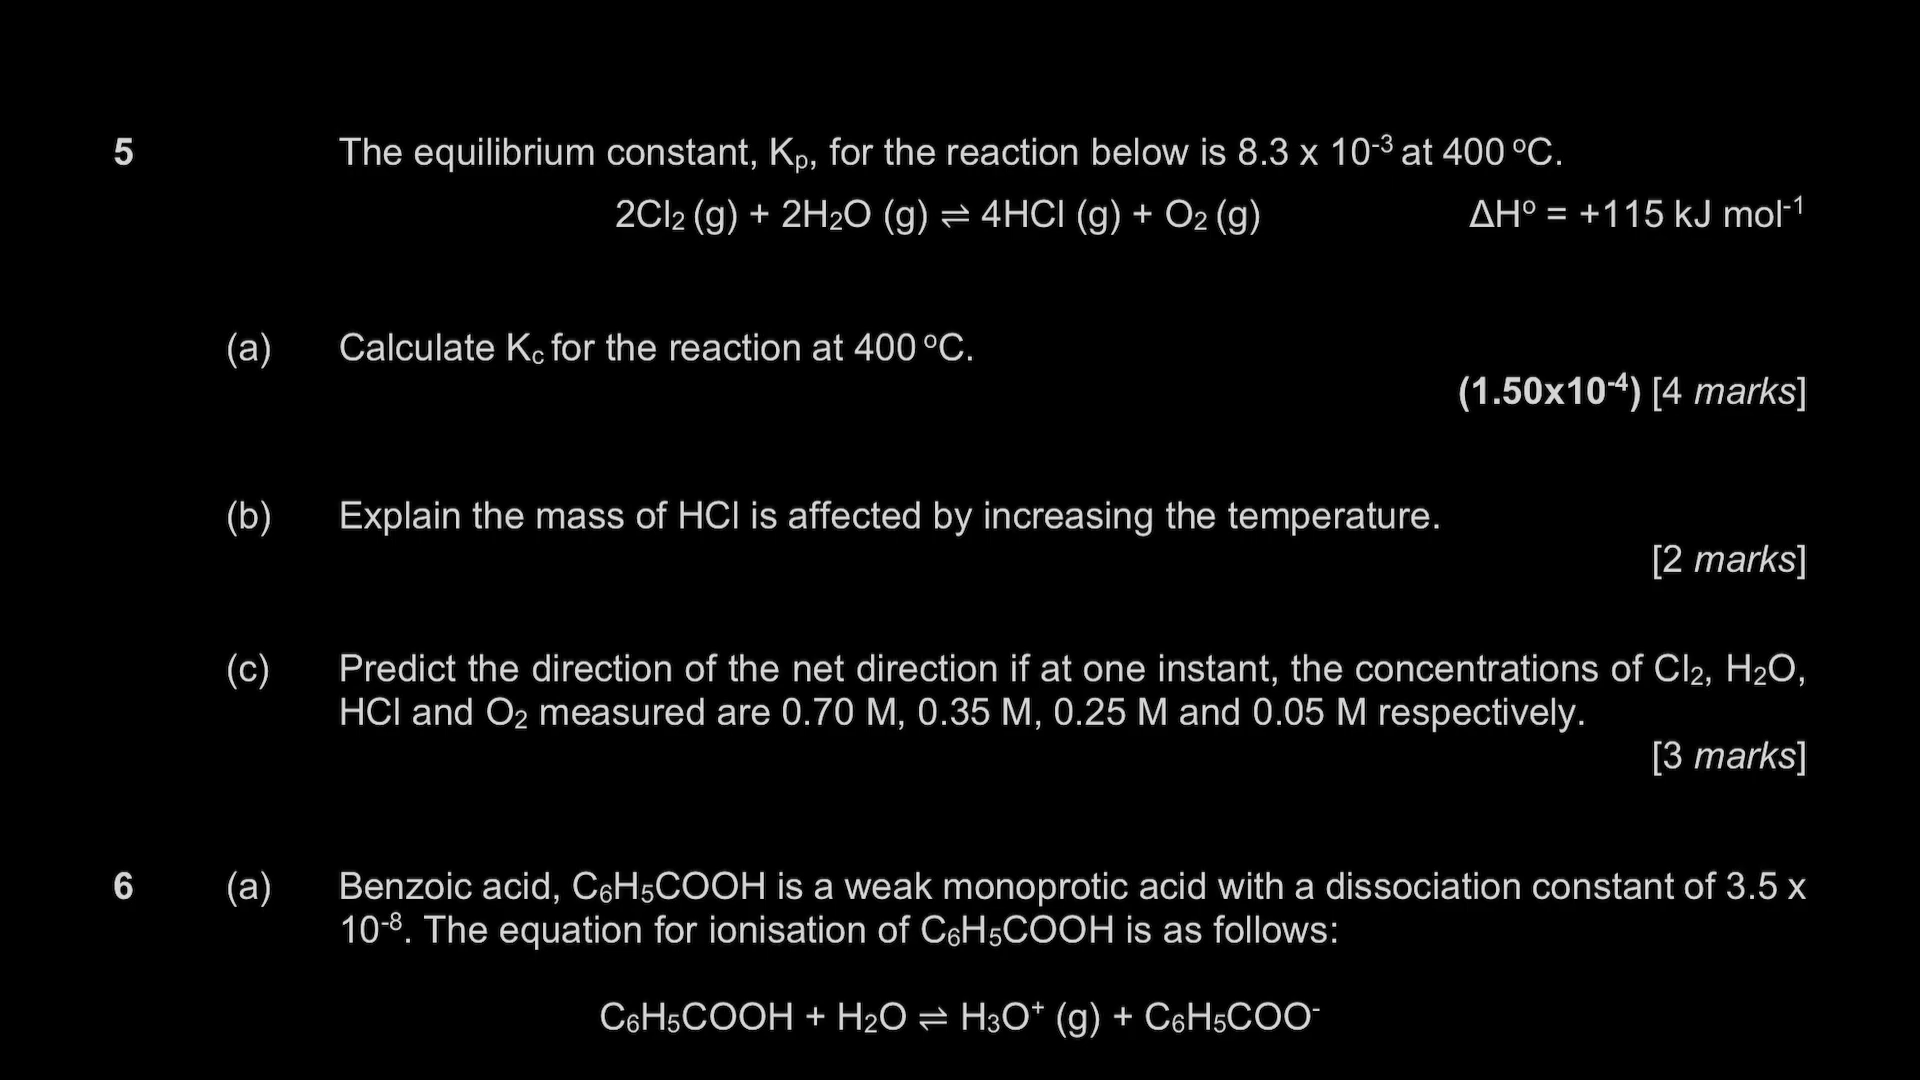 5 The equilibrium constant, Kₚ, for the reaction below is 8.3 x 10⁻³ at 400 ºC.
2Cl₂ (g) + 2H₂O (g) ⇌ 4HCl (g) + O₂ (g) ΔHº = +115 kJ mol⁻¹
(a) Calculate K꜀ for the reaction at 400 ºC.
(1.50x10⁻⁴) [4 marks]
(b) Explain the mass of HCl is affected by increasing the temperature.
[2 marks]
(c) Predict the direction of the net direction if at one instant, the concentrations of Cl₂, H₂O,
HCl and O₂ measured are 0.70 M, 0.35 M, 0.25 M and 0.05 M respectively.
[3 marks]
6 (a) Benzoic acid, C₆H₅COOH is a weak monoprotic acid with a dissociation constant of 3.5 x
10⁻⁸. The equation for ionisation of C₆H₅COOH is as follows:
C₆H₅COOH + H₂O ⇌ H₃O⁺ (g) + C₆H₅COO⁻